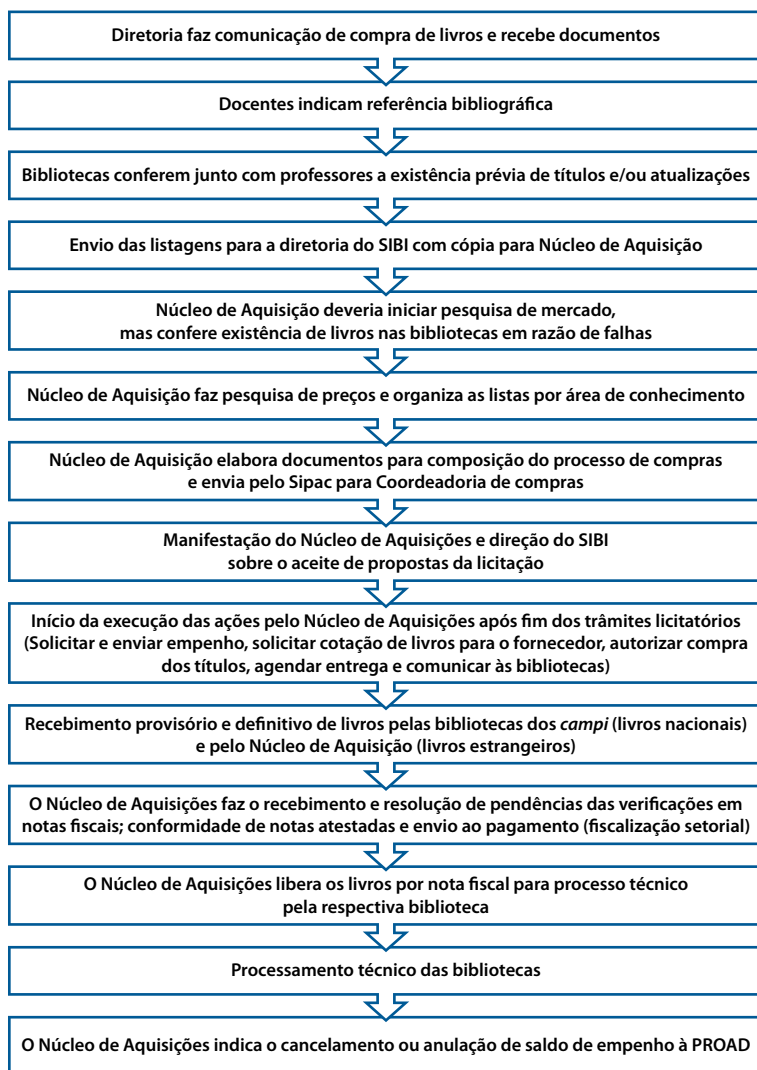 Diretoria faz comunicação de compra de livros e recebe documentos
Docentes indicam referência bibliográfica
Bibliotecas conferem junto com professores a existência prévia de títulos e/ou atualizações
Envio das listagens para a diretoria do SIBI com cópia para Núcleo de Aquisição
Núcleo de Aquisição deveria iniciar pesquisa de mercado,
mas confere existência de livros nas bibliotecas em razão de falhas
Núcleo de Aquisição faz pesquisa de preços e organiza as listas por área de conhecimento
Núcleo de Aquisição elabora documentos para composição do processo de compras
e envia pelo Sipac para Coordeadoria de compras
Manifestação do Núcleo de Aquisições e direção do SIBI
sobre o aceite de propostas da licitação
Início da execução das ações pelo Núcleo de Aquisições após fim dos trâmites licitatórios
(Solicitar e enviar empenho, solicitar cotação de livros para o fornecedor, autorizar compra
dos títulos, agendar entrega e comunicar às bibliotecas)
Recebimento provisório e definitivo de livros pelas bibliotecas dos campi (livros nacionais)
e pelo Núcleo de Aquisição (livros estrangeiros)
O Núcleo de Aquisições faz o recebimento e resolução de pendências das verificações em
notas fiscais; conformidade de notas atestadas e envio ao pagamento (fiscalização setorial)
O Núcleo de Aquisições libera os livros por nota fiscal para processo técnico
pela respectiva biblioteca
Processamento técnico das bibliotecas
O Núcleo de Aquisições indica o cancelamento ou anulação de saldo de empenho à PROAD